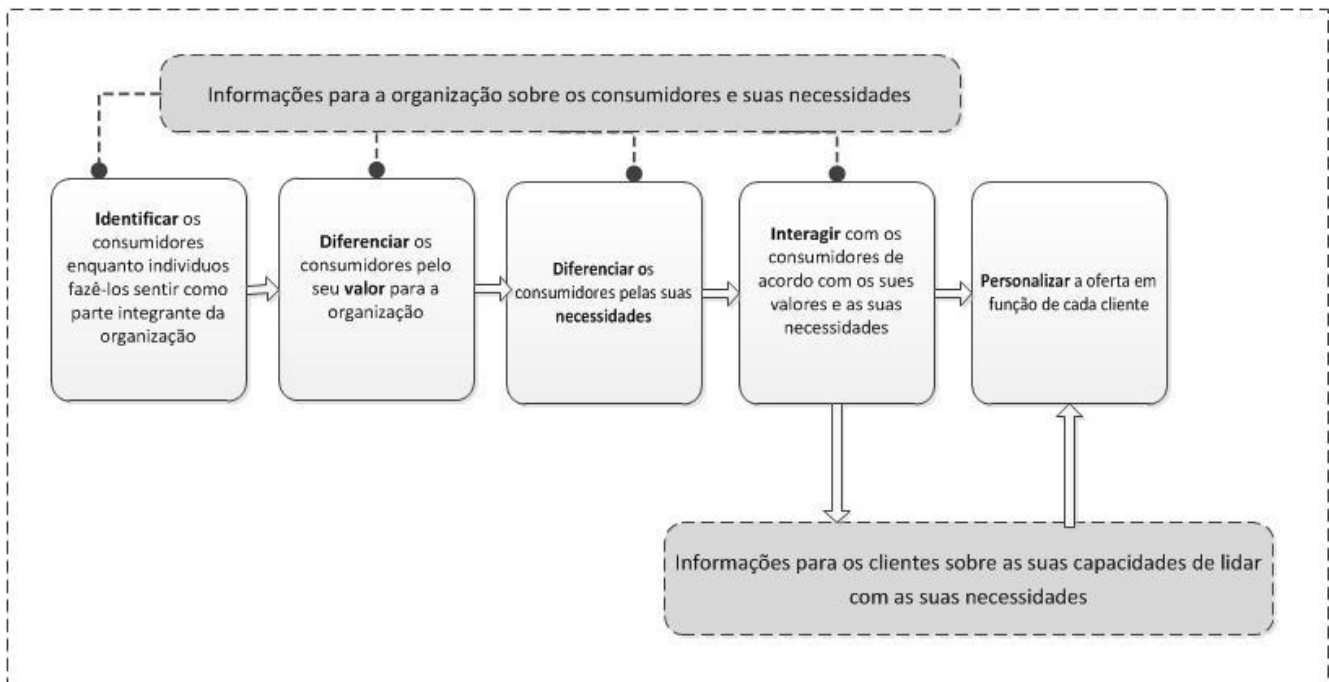 Informações para a organização sobre os consumidores e suas necessidades
Identificar os
consumidores
enquanto individuos
fazê-los sentir como
parte integrante da
organização
Diferenciar os
consumidores pelo
seu valor para a
organização
Diferenciar os
consumidores pelas suas
necessidades
Interagir com os
consumidores de
acordo com os sues
valores e as suas
necessidades
Personalizar a oferta em
função de cada cliente
Informações para os clientes sobre as suas capacidades de lidar
com as suas necessidades